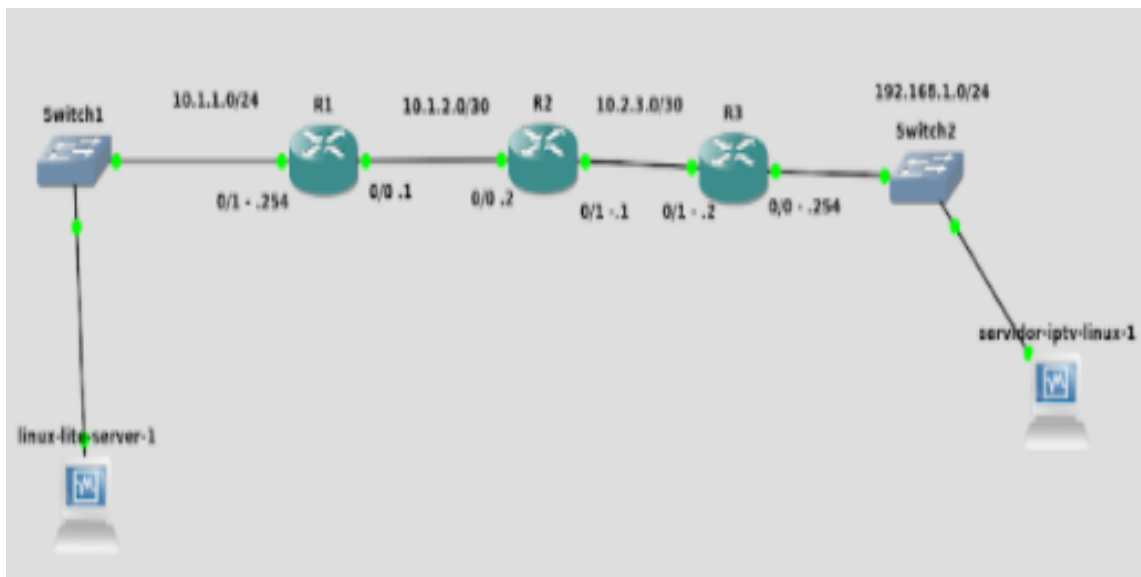 Switch1
10.1.1.0/24
R1
10.1.2.0/30
R2
10.2.3.0/30
R3
192.168.1.0/24
Switch2
0/1 - .254
0/0 .1
0/0 .2
0/1 -.1
0/1 - .2
0/0 - .254
servidor-iptv-linux-1
linux-lite-server-1